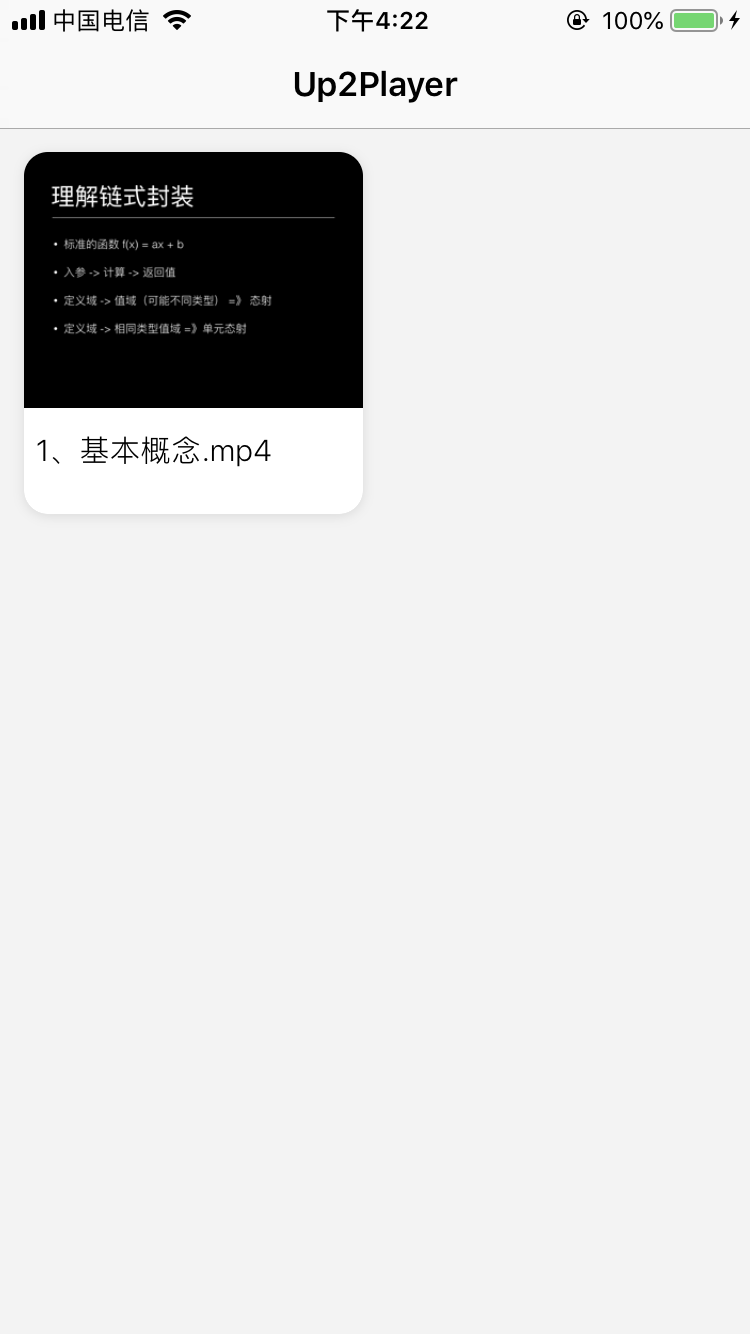 中国电信 下午4:22 100%
Up2Player
理解链式封装
• 标准的函数 f(x) = ax + b
• 入参 -> 计算 -> 返回值
• 定义域 -> 值域（可能不同类型） =》 态射
• 定义域 -> 相同类型值域 =》单元态射
1、基本概念.mp4